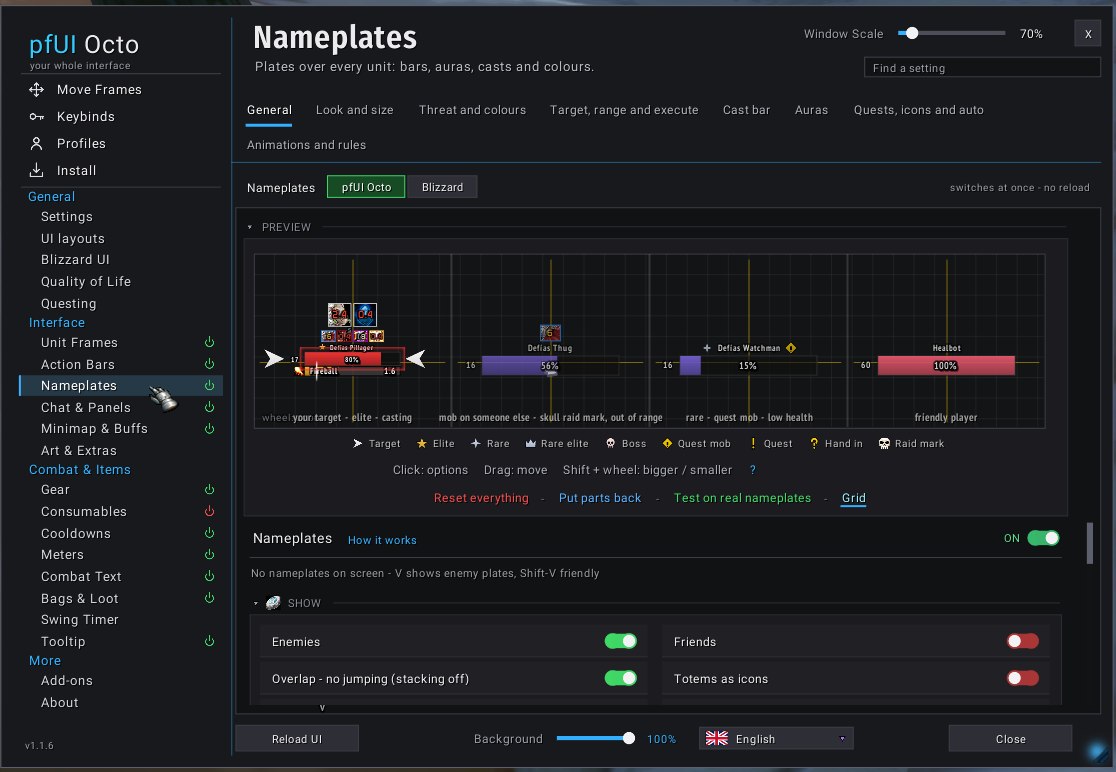 pfUI Octo
your whole interface
Move Frames
Keybinds
Profiles
Install
General
Settings
UI layouts
Blizzard UI
Quality of Life
Questing
Interface
Unit Frames
Action Bars
Nameplates
Chat & Panels
Minimap & Buffs
Art & Extras
Combat & Items
Gear
Consumables
Cooldowns
Meters
Combat Text
Bags & Loot
Swing Timer
Tooltip
More
Add-ons
About
v1.1.6
Nameplates
Window Scale 70% X
Plates over every unit: bars, auras, casts and colours.
Find a setting
General Look and size Threat and colours Target, range and execute Cast bar Auras Quests, icons and auto
Animations and rules
Nameplates pfUI Octo Blizzard switches at once - no reload
PREVIEW
Defias Pillager Defias Thug Defias Watchman Healbot
17 80% 16 56% 16 15% 60 100%
Fireball 1.6
wheel your target - elite - casting mob on someone else - skull raid mark, out of range rare - quest mob - low health friendly player
Target Elite Rare Rare elite Boss Quest mob Quest Hand in Raid mark
Click: options Drag: move Shift + wheel: bigger / smaller ?
Reset everything - Put parts back - Test on real nameplates - Grid
Nameplates How it works ON
No nameplates on screen - V shows enemy plates, Shift-V friendly
SHOW
Enemies Friends
Overlap - no jumping (stacking off) Totems as icons
Reload UI Background 100% English Close